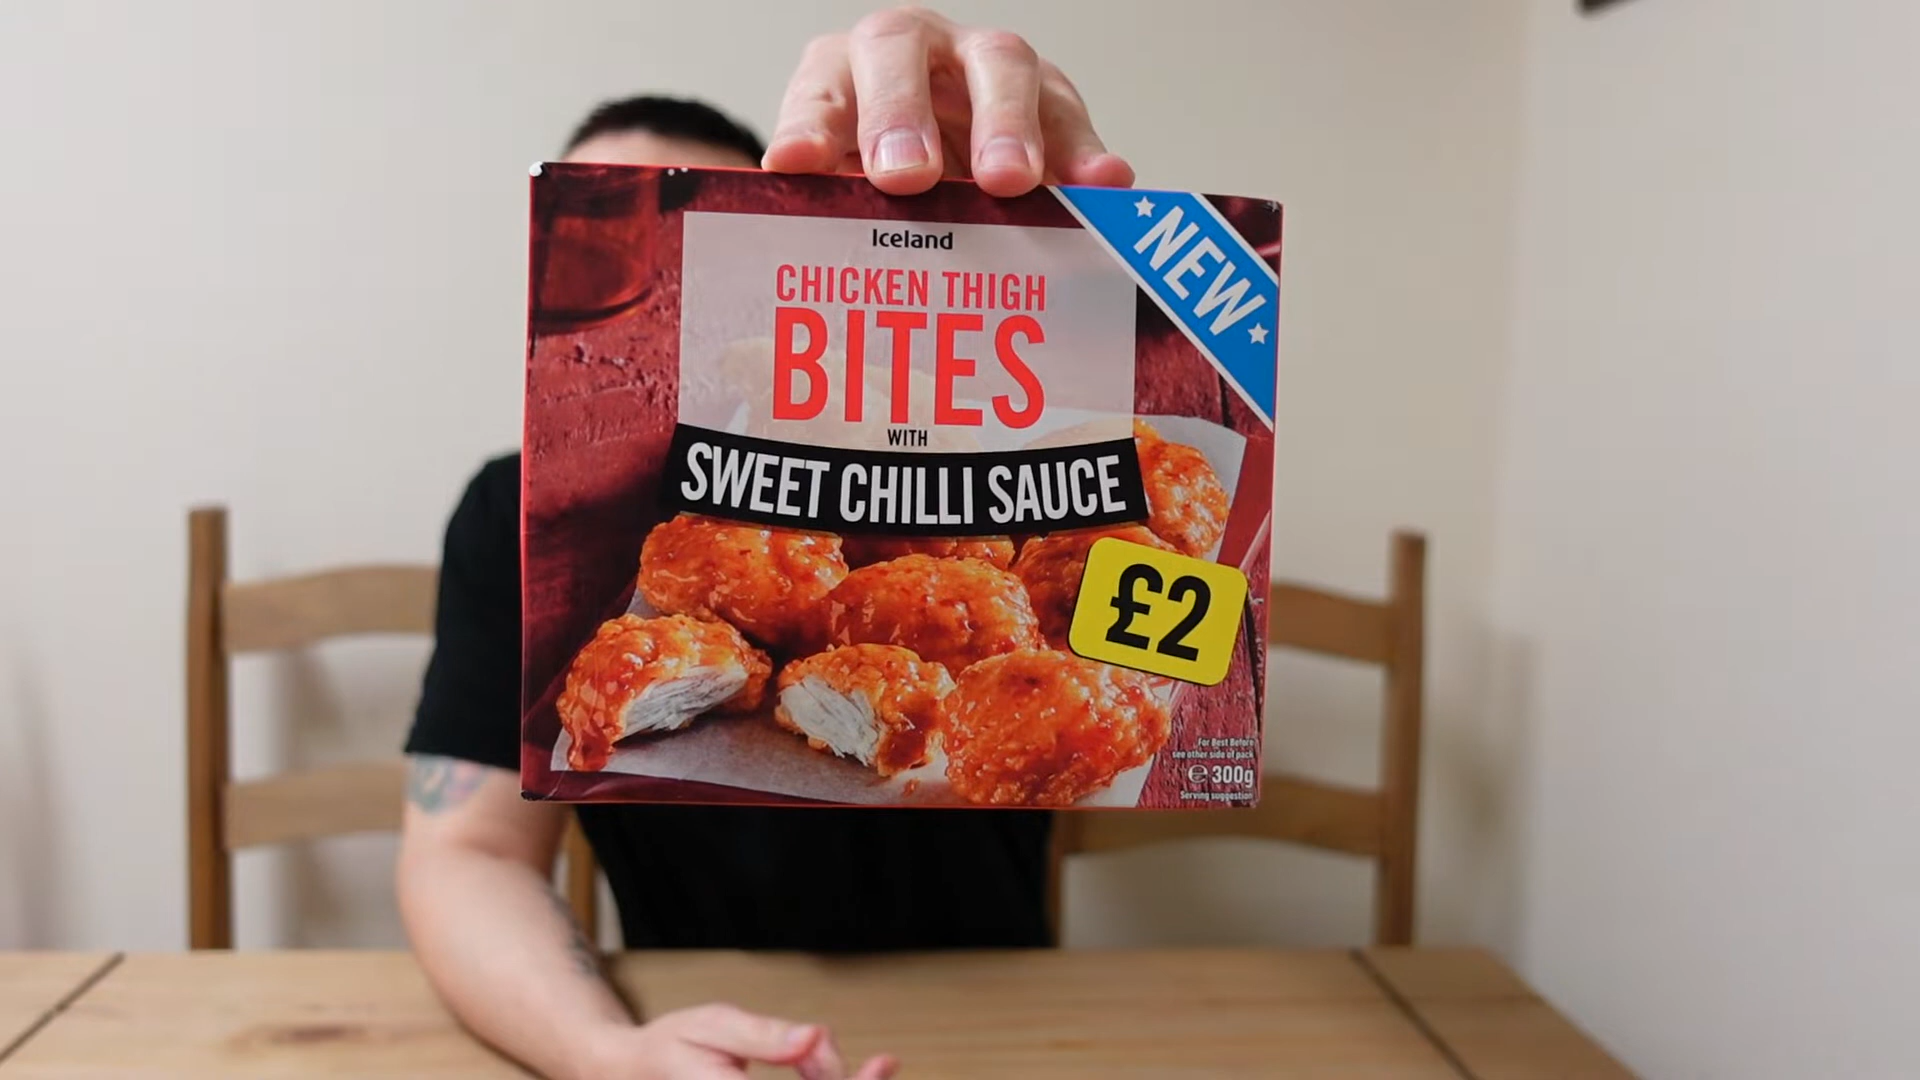 Iceland
CHICKEN THIGH
BITES
WITH
SWEET CHILLI SAUCE
NEW
£2
For Best Before
see other side of pack
℮ 300g
Serving suggestion